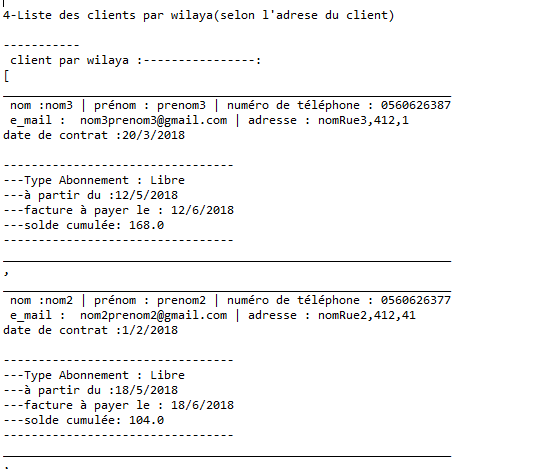 4-Liste des clients par wilaya(selon l'adrese du client)
-----------
client par wilaya :----------------:
[
________________________________________________________________
nom :nom3 | prénom : prenom3 | numéro de téléphone : 0560626387
e_mail :  nom3prenom3@gmail.com | adresse : nomRue3,412,1
date de contrat :20/3/2018
---------------------------------
---Type Abonnement : Libre
---à partir du :12/5/2018
---facture à payer le : 12/6/2018
---solde cumulée: 168.0
---------------------------------
________________________________________________________________
,
________________________________________________________________
nom :nom2 | prénom : prenom2 | numéro de téléphone : 0560626377
e_mail :  nom2prenom2@gmail.com | adresse : nomRue2,412,41
date de contrat :1/2/2018
---------------------------------
---Type Abonnement : Libre
---à partir du :18/5/2018
---facture à payer le : 18/6/2018
---solde cumulée: 104.0
---------------------------------
________________________________________________________________